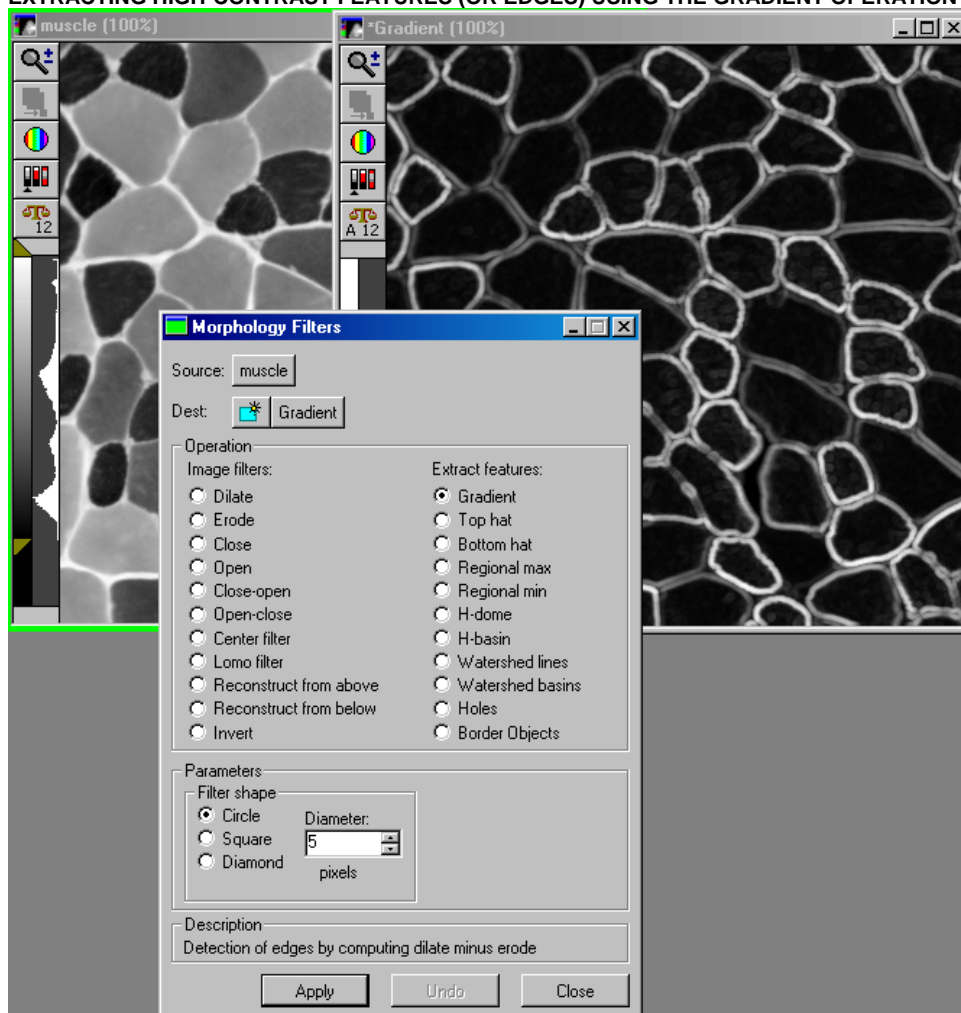 EXTRACTING HIGH CONTRAST FEATURES (OR EDGES) USING THE GRADIENT OPERATION
muscle (100%)
*Gradient (100%)
12
A 12
Morphology Filters
Source: muscle
Dest: Gradient
Operation
Image filters:
Extract features:
Dilate
Gradient
Erode
Top hat
Close
Bottom hat
Open
Regional max
Close-open
Regional min
Open-close
H-dome
Center filter
H-basin
Lomo filter
Watershed lines
Reconstruct from above
Watershed basins
Reconstruct from below
Holes
Invert
Border Objects
Parameters
Filter shape
Circle
Diameter:
Square
5
Diamond
pixels
Description
Detection of edges by computing dilate minus erode
Apply
Undo
Close